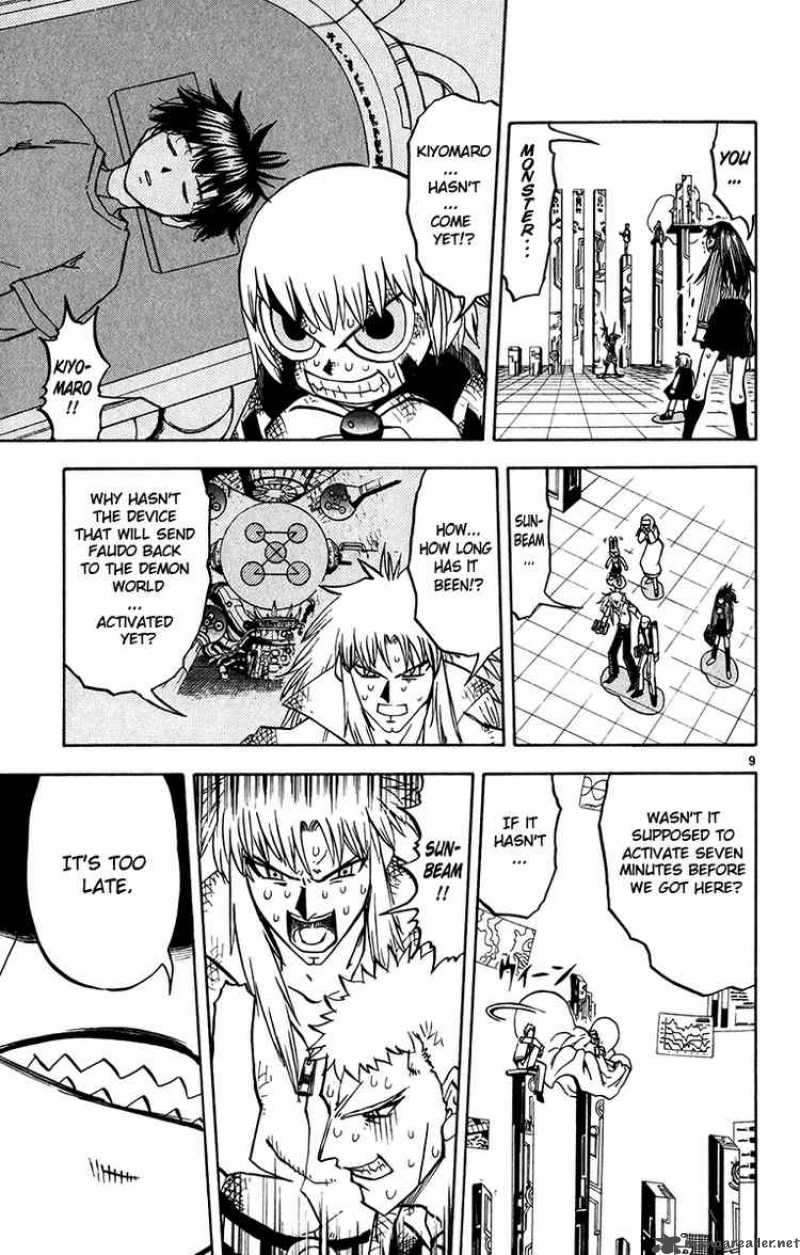 YOU
...
MONSTER...
KIYOMARO
...
HASN'T
...
COME
YET!?
KIYO-
MARO
!!
SUN-
BEAM
...
HOW...
HOW LONG
HAS IT
BEEN!?
WHY HASN'T
THE DEVICE
THAT WILL SEND
FAUDO BACK
TO THE DEMON
WORLD
...
ACTIVATED
YET?
9
WASN'T IT
SUPPOSED TO
ACTIVATE SEVEN
MINUTES BEFORE
WE GOT HERE?
IF IT
HASN'T
...
SUN-
BEAM
!!
IT'S TOO
LATE.